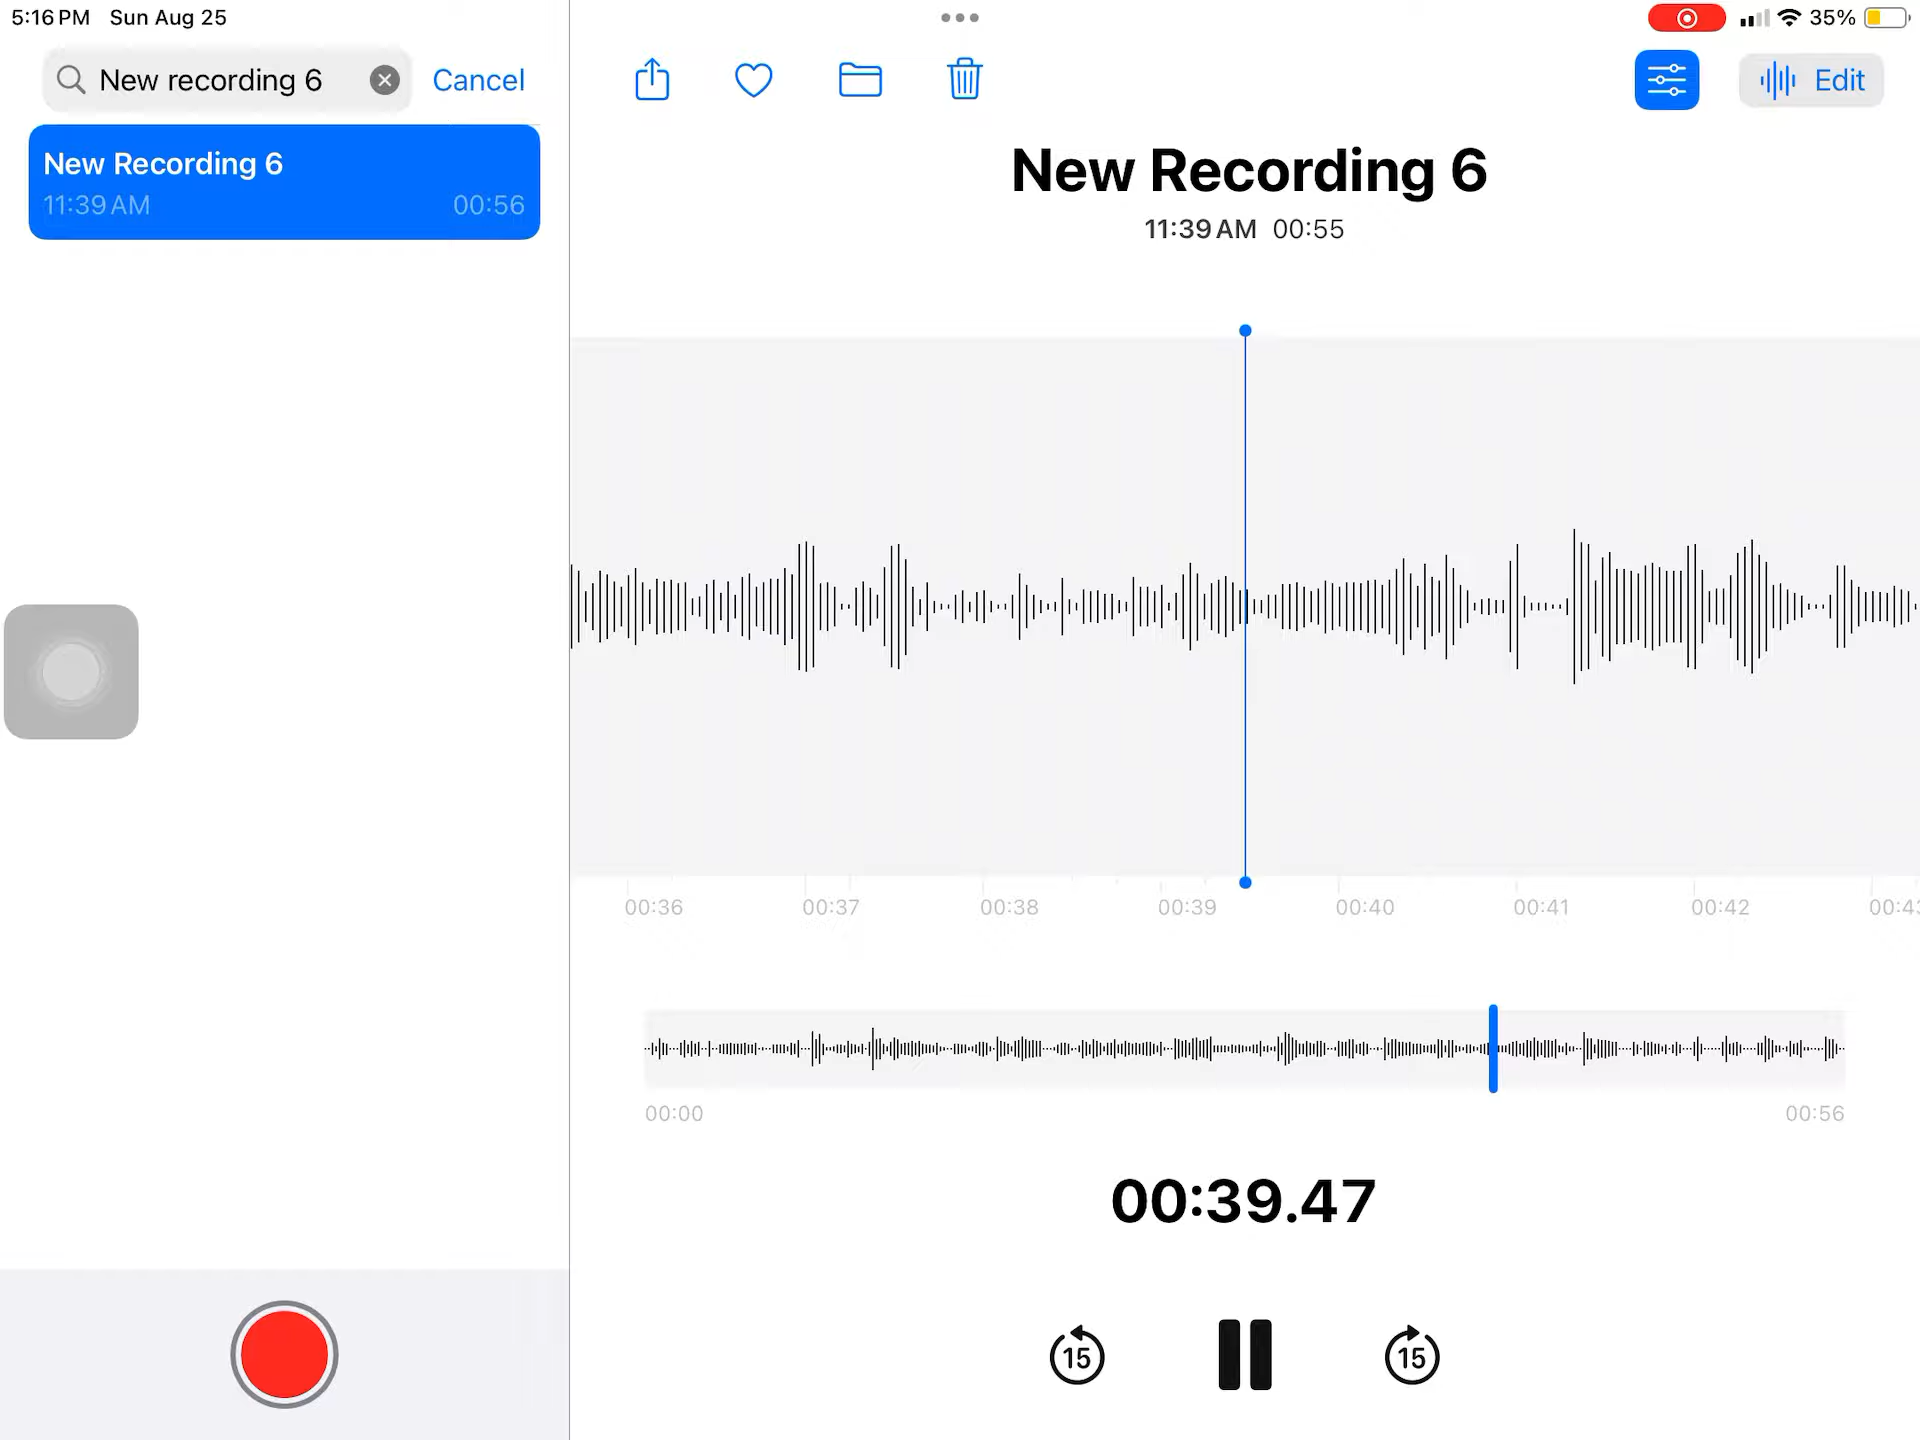 5:16 PM Sun Aug 25
35%
New recording 6
Cancel
Edit
New Recording 6
11:39 AM 00:56
New Recording 6
11:39 AM 00:55
00:36 00:37 00:38 00:39 00:40 00:41 00:42 00:43
00:00 00:56
00:39.47
15 15